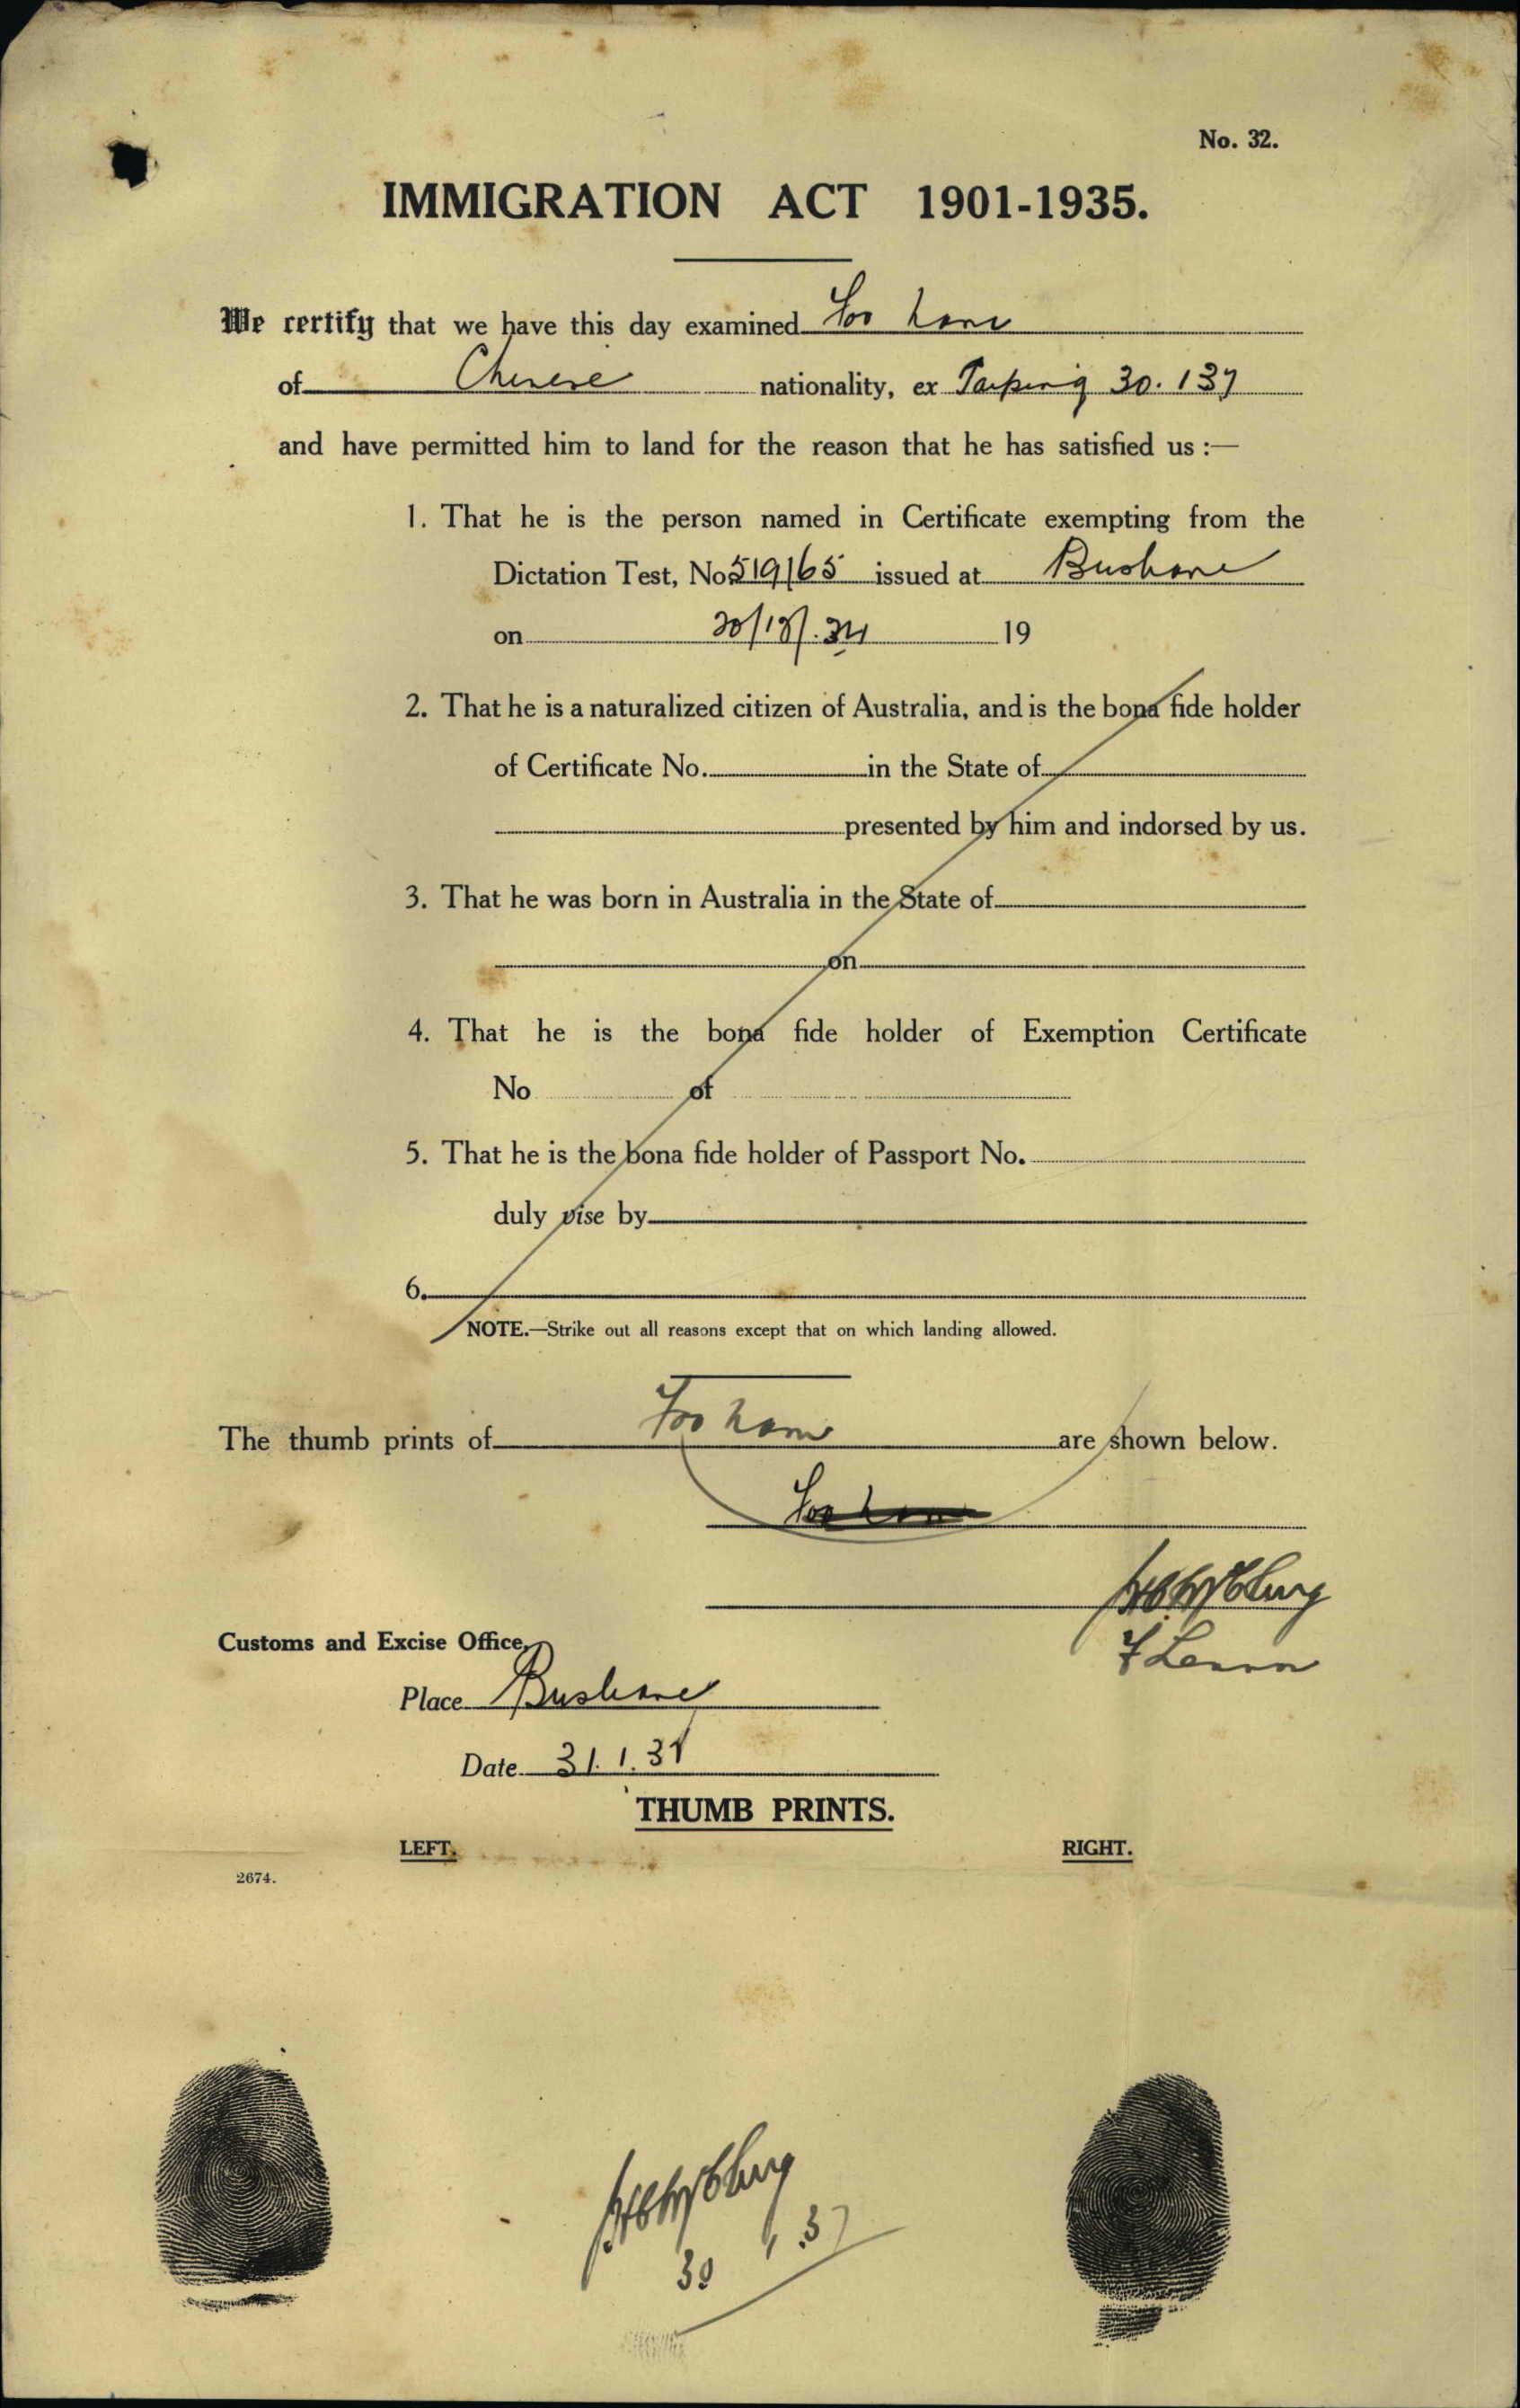 No. 32.
IMMIGRATION ACT 1901-1935.
We certify that we have this day examined Foo Lane
of Chinese nationality, ex Taiping 30.1.37
and have permitted him to land for the reason that he has satisfied us :—
1. That he is the person named in Certificate exempting from the
Dictation Test, No 519/65 issued at Brisbane
on 19
2. That he is a naturalized citizen of Australia, and is the bona fide holder
of Certificate No. in the State of
presented by him and indorsed by us.
3. That he was born in Australia in the State of
on
4. That he is the bona fide holder of Exemption Certificate
No of
5. That he is the bona fide holder of Passport No.
duly vise by
6.
NOTE.—Strike out all reasons except that on which landing allowed.
The thumb prints of Foo are shown below.
Customs and Excise Office,
Place Brisbane
Date 31.1.37
THUMB PRINTS.
LEFT. RIGHT.
2674.
30 1.37